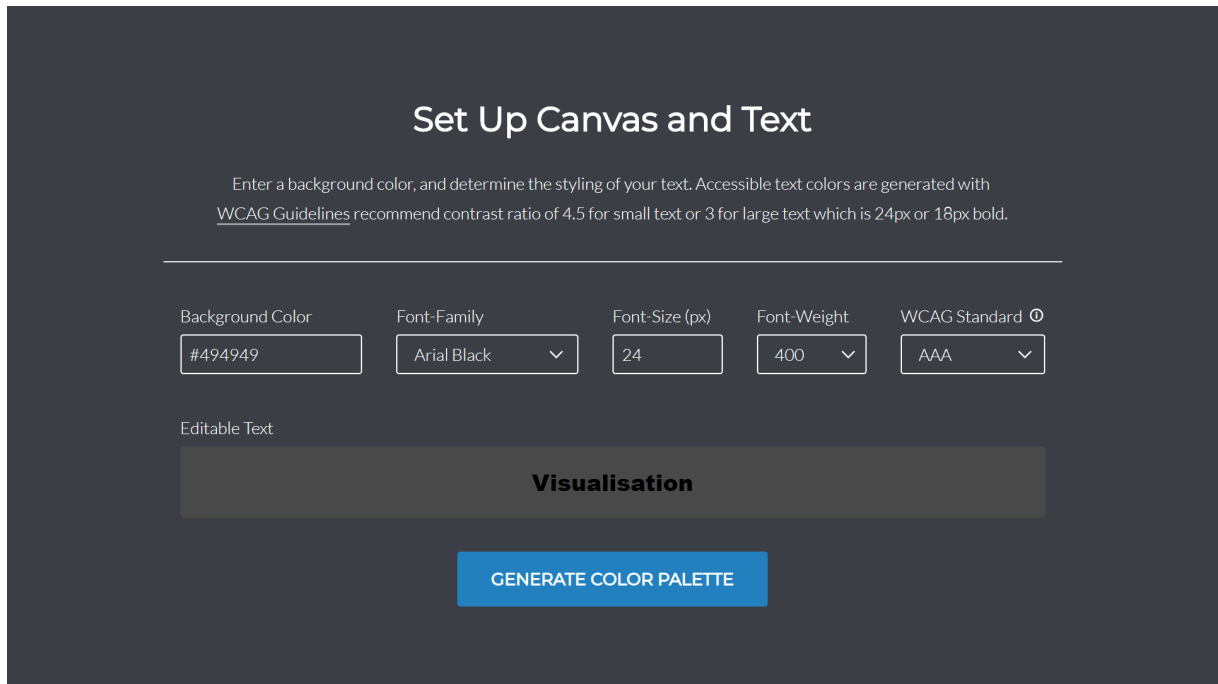 Set Up Canvas and Text
Enter a background color, and determine the styling of your text. Accessible text colors are generated with
WCAG Guidelines recommend contrast ratio of 4.5 for small text or 3 for large text which is 24px or 18px bold.
Background Color Font-Family Font-Size (px) Font-Weight WCAG Standard
#494949 Arial Black 24 400 AAA
Editable Text
Visualisation
GENERATE COLOR PALETTE